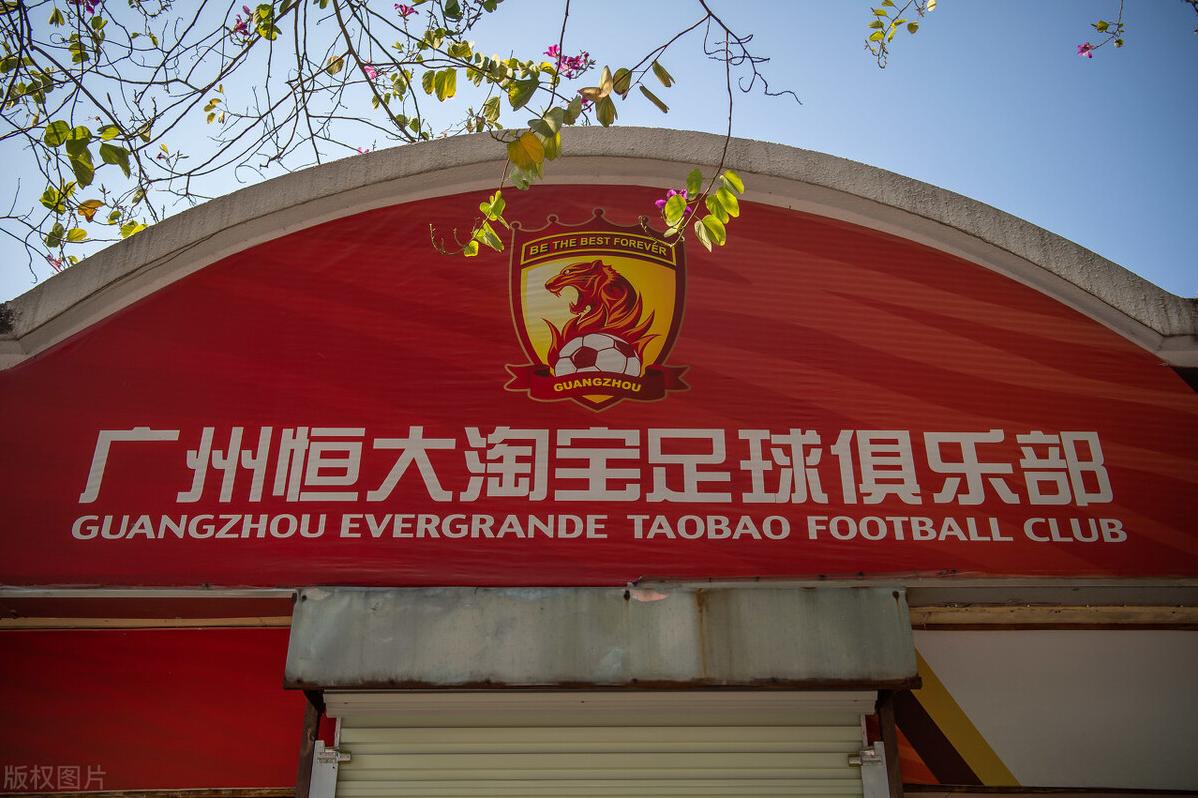 BE THE BEST FOREVER
GUANGZHOU
广州恒大淘宝足球俱乐部
GUANGZHOU EVERGRANDE TAOBAO FOOTBALL CLUB
版权图片